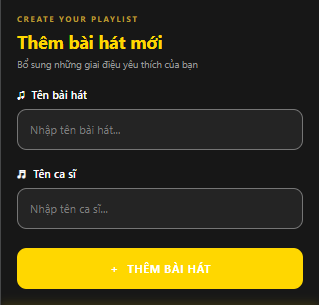 CREATE YOUR PLAYLIST
Thêm bài hát mới
Bổ sung những giai điệu yêu thích của bạn
♫ Tên bài hát
Nhập tên bài hát...
♬ Tên ca sĩ
Nhập tên ca sĩ...
+ THÊM BÀI HÁT